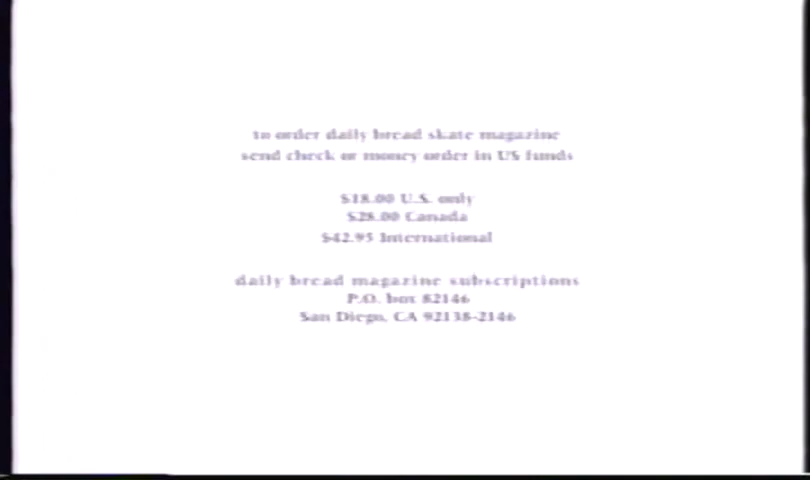 to order daily bread skate magazine
send check or money order in US funds
$18.00 U.S. only
$28.00 Canada
$42.95 International
daily bread magazine subscriptions
P.O. box 82146
San Diego, CA 92138-2146